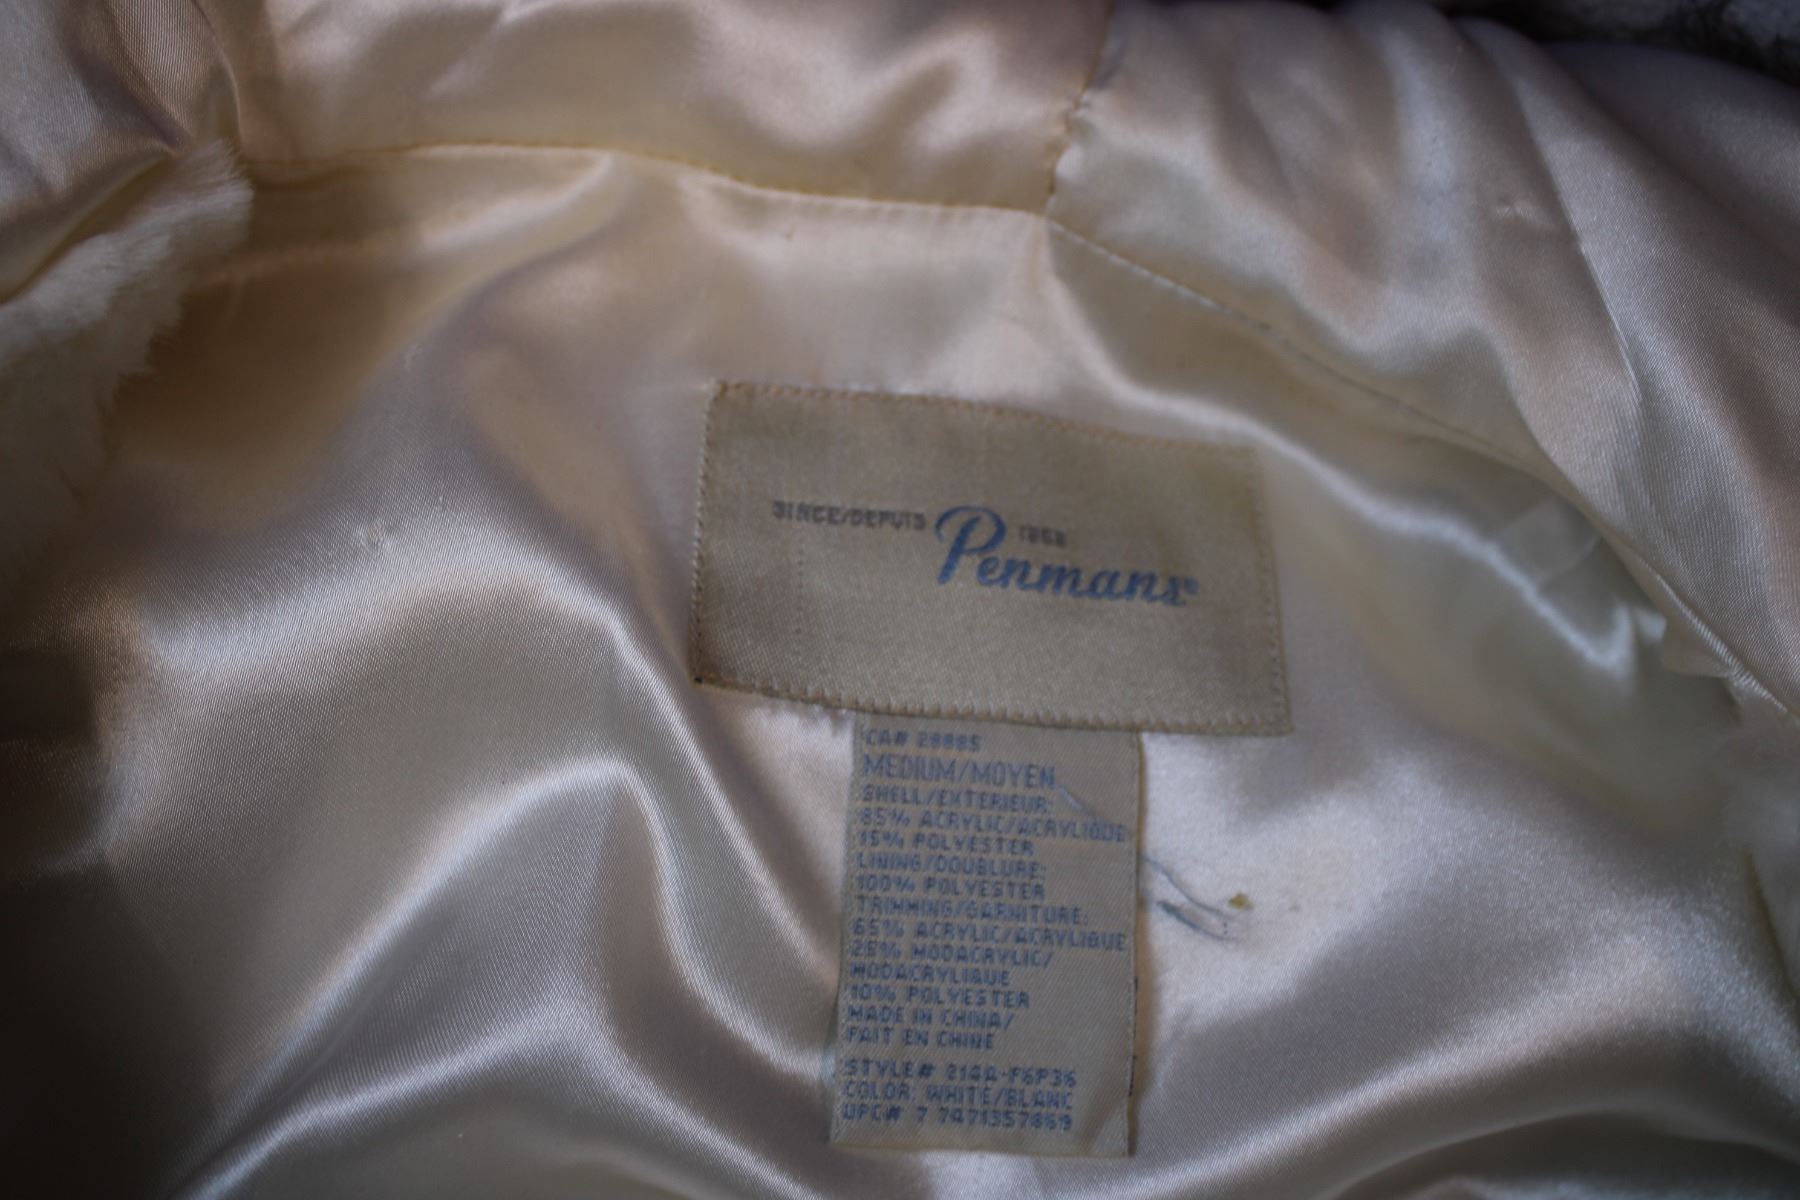 SINCE/DEPUIS 1868
Penmans®
CA# 28885
MEDIUM/MOYEN
SHELL/EXTERIEUR:
85% ACRYLIC/ACRYLIQUE
15% POLYESTER
LINING/DOUBLURE:
100% POLYESTER
TRIMMING/GARNITURE:
65% ACRYLIC/ACRYLIQUE
25% MODACRYLIC/
MODACRYLIQUE
10% POLYESTER
MADE IN CHINA/
FAIT EN CHINE
STYLE# 214A-F6P36
COLOR: WHITE/BLANC
UPC# 7 7471357869